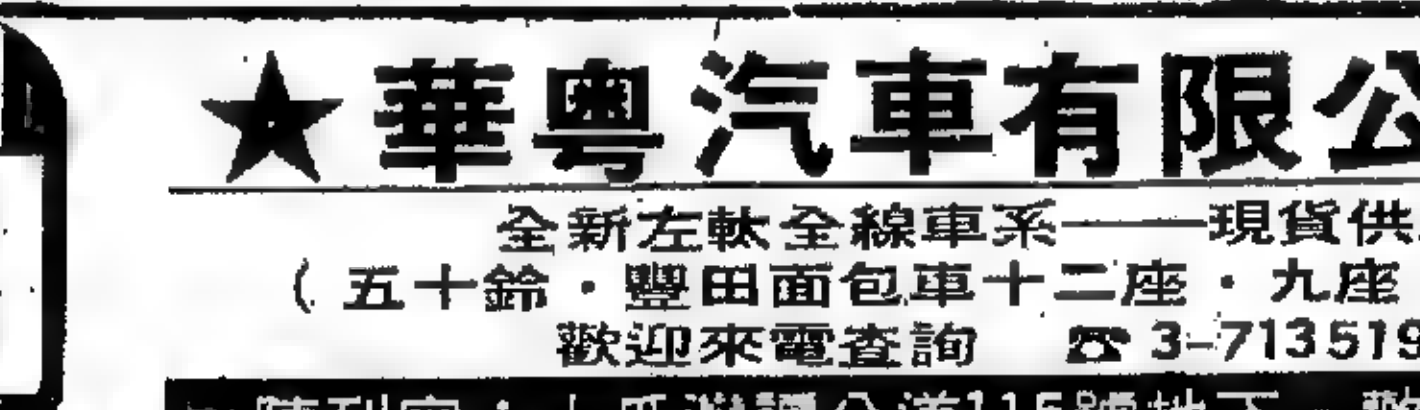 ★華粤汽車有限公
全新左軚全線車系——現貨供
(五十鈴・豐田面包車十二座・九座
歡迎來電查詢 ☎3-713519